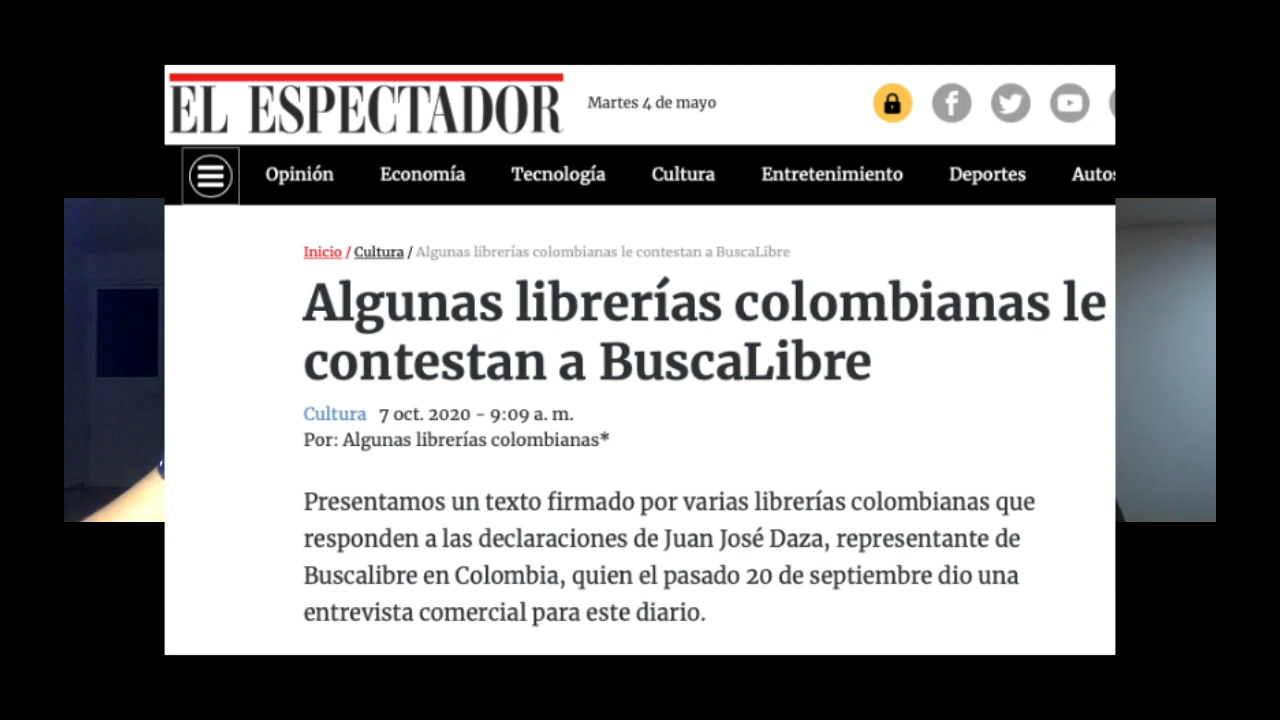 EL ESPECTADOR
Martes 4 de mayo
Opinión Economía Tecnología Cultura Entretenimiento Deportes Autos
Inicio / Cultura / Algunas librerías colombianas le contestan a BuscaLibre
Algunas librerías colombianas le
contestan a BuscaLibre
Cultura 7 oct. 2020 - 9:09 a. m.
Por: Algunas librerías colombianas*
Presentamos un texto firmado por varias librerías colombianas que
responden a las declaraciones de Juan José Daza, representante de
Buscalibre en Colombia, quien el pasado 20 de septiembre dio una
entrevista comercial para este diario.